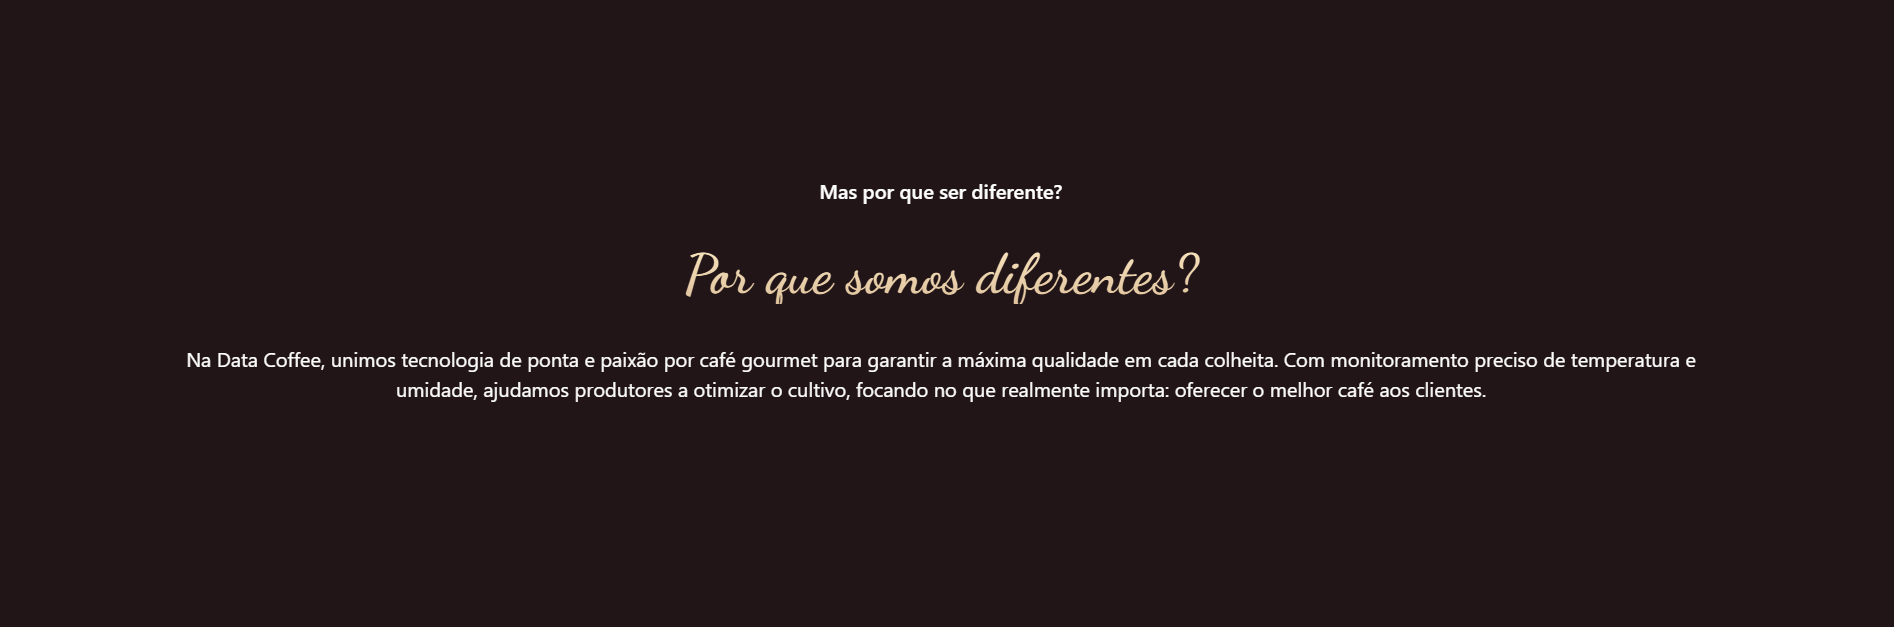 Mas por que ser diferente?
Por que somos diferentes?
Na Data Coffee, unimos tecnologia de ponta e paixão por café gourmet para garantir a máxima qualidade em cada colheita. Com monitoramento preciso de temperatura e
umidade, ajudamos produtores a otimizar o cultivo, focando no que realmente importa: oferecer o melhor café aos clientes.